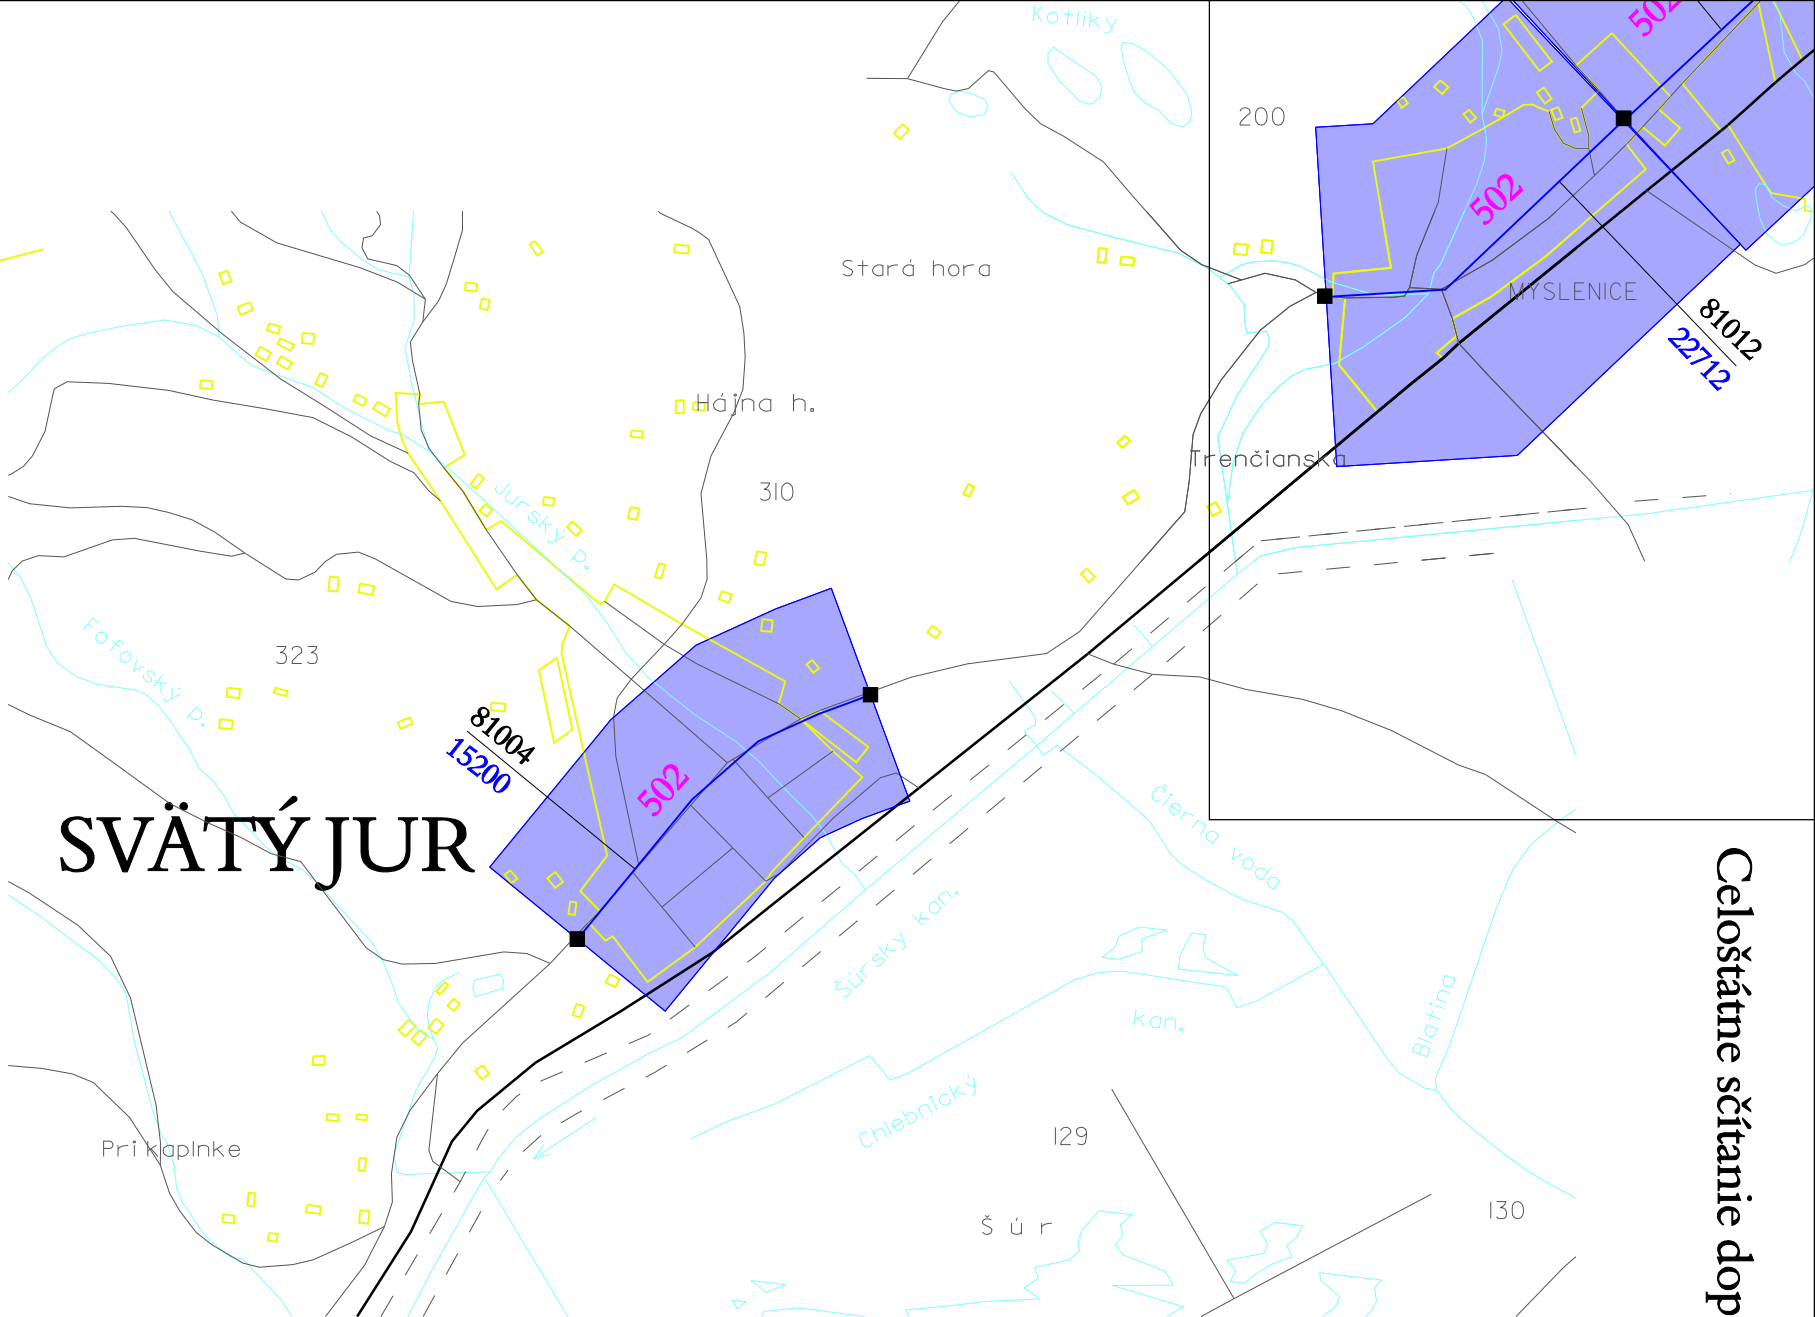 Kotlíky
502
200
502
Stará hora
MYSLENICE
81012
22712
Hájna h.
Trenčianska
310
Jurský p.
Fofovský p.
323
81004
15200
502
SVÄTÝ JUR
Čierna voda
Šúrsky kan.
Celoštátne sčítanie dop
Blatina
kan.
Chlebnický
129
Pri kaplnke
130
Š ú r